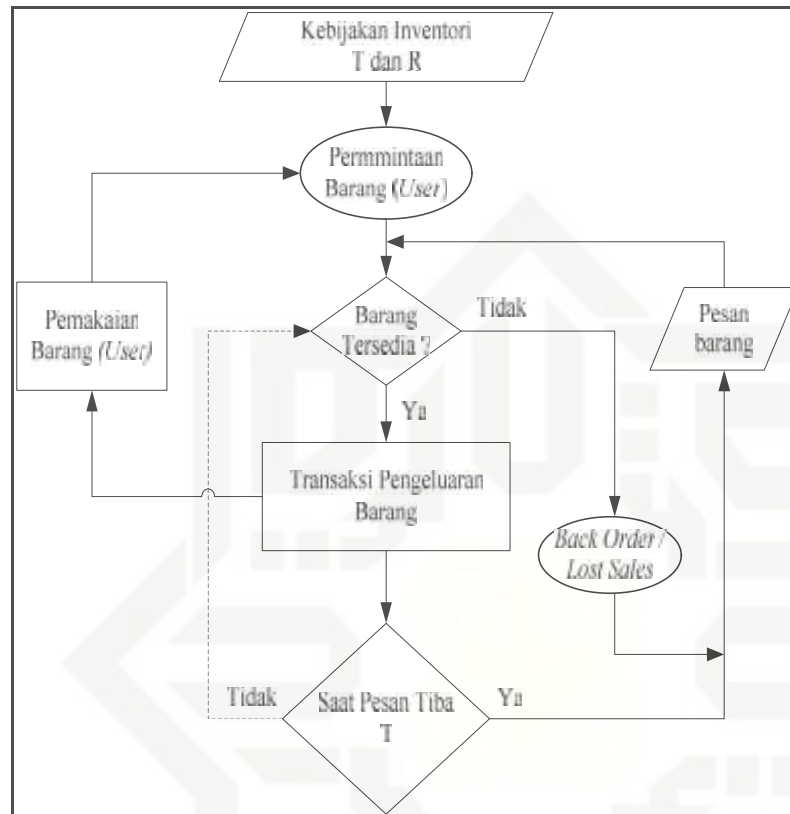 Kebijakan Inventori
T dan R
Permmintaan
Barang (User)
Barang
Tersedia ?
Tidak
Pesan
barang
Pemakaian
Barang (User)
Ya
Transaksi Pengeluaran
Barang
Back Order /
Lost Sales
Tidak
Saat Pesan Tiba
T
Ya